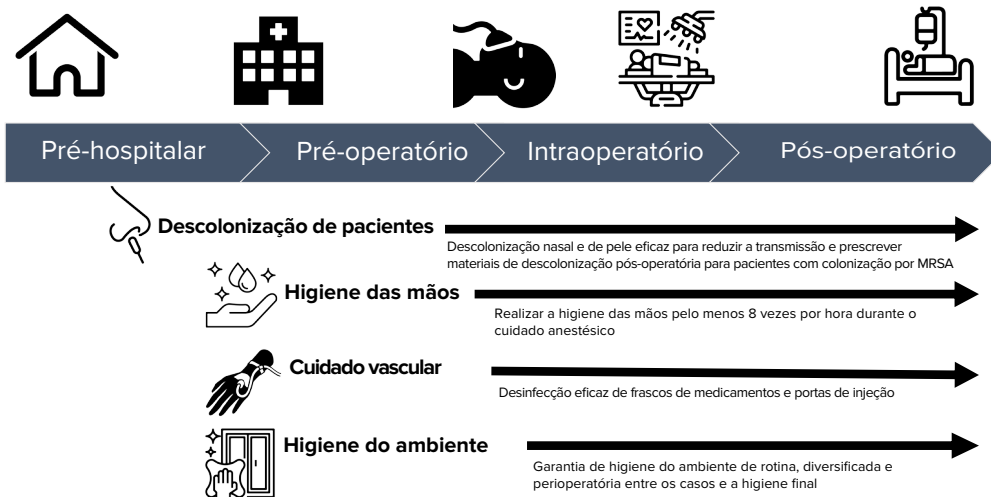 Pré-hospitalar
Pré-operatório
Intraoperatório
Pós-operatório
Descolonização de pacientes
Descolonização nasal e de pele eficaz para reduzir a transmissão e prescrever
materiais de descolonização pós-operatória para pacientes com colonização por MRSA
Higiene das mãos
Realizar a higiene das mãos pelo menos 8 vezes por hora durante o
cuidado anestésico
Cuidado vascular
Desinfecção eficaz de frascos de medicamentos e portas de injeção
Higiene do ambiente
Garantia de higiene do ambiente de rotina, diversificada e
perioperatória entre os casos e a higiene final